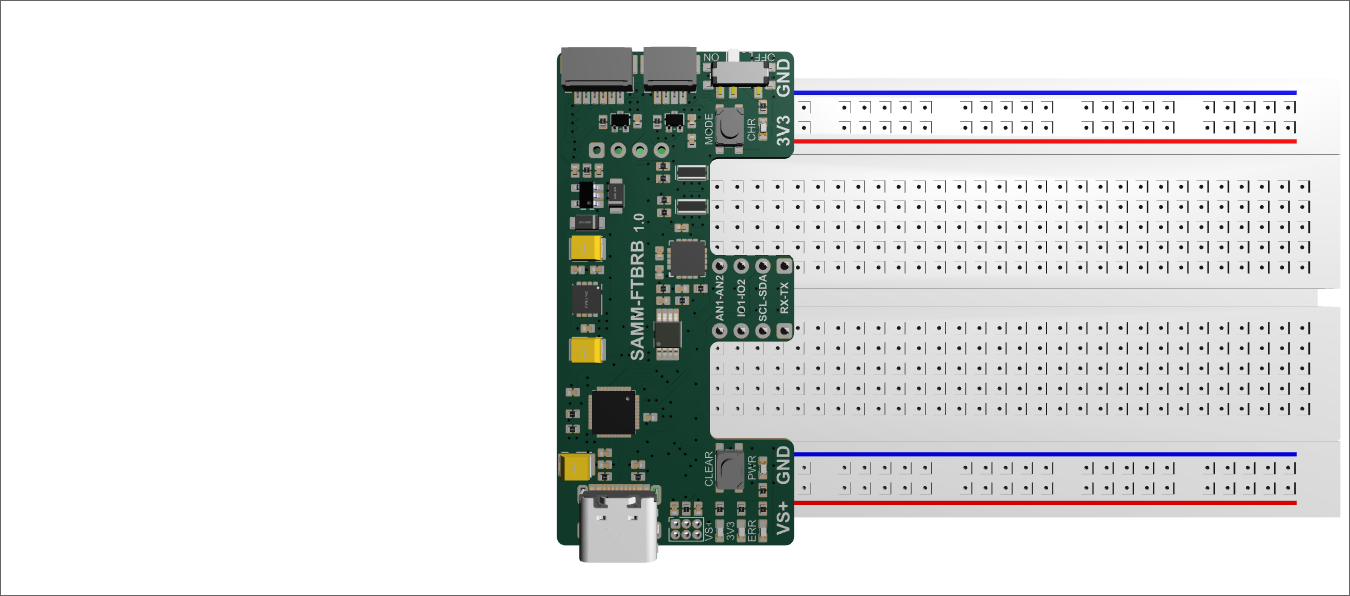 ON
OFF
GND
3V3
MODE
CHR
SAMM-FTBRB 1.0
AN1-AN2
IO1-IO2
SCL-SDA
RX-TX
CLEAR
PWR
GND
VS+
VS+
3V3
ERR